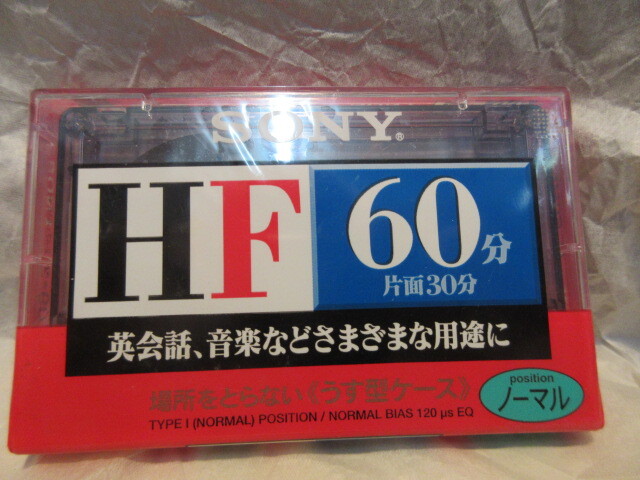 SONY®
HF
60分
片面30分
英会話、音楽などさまざまな用途に
場所をとらない《うす型ケース》
position
ノーマル
TYPE I (NORMAL) POSITION / NORMAL BIAS 120 µs EQ